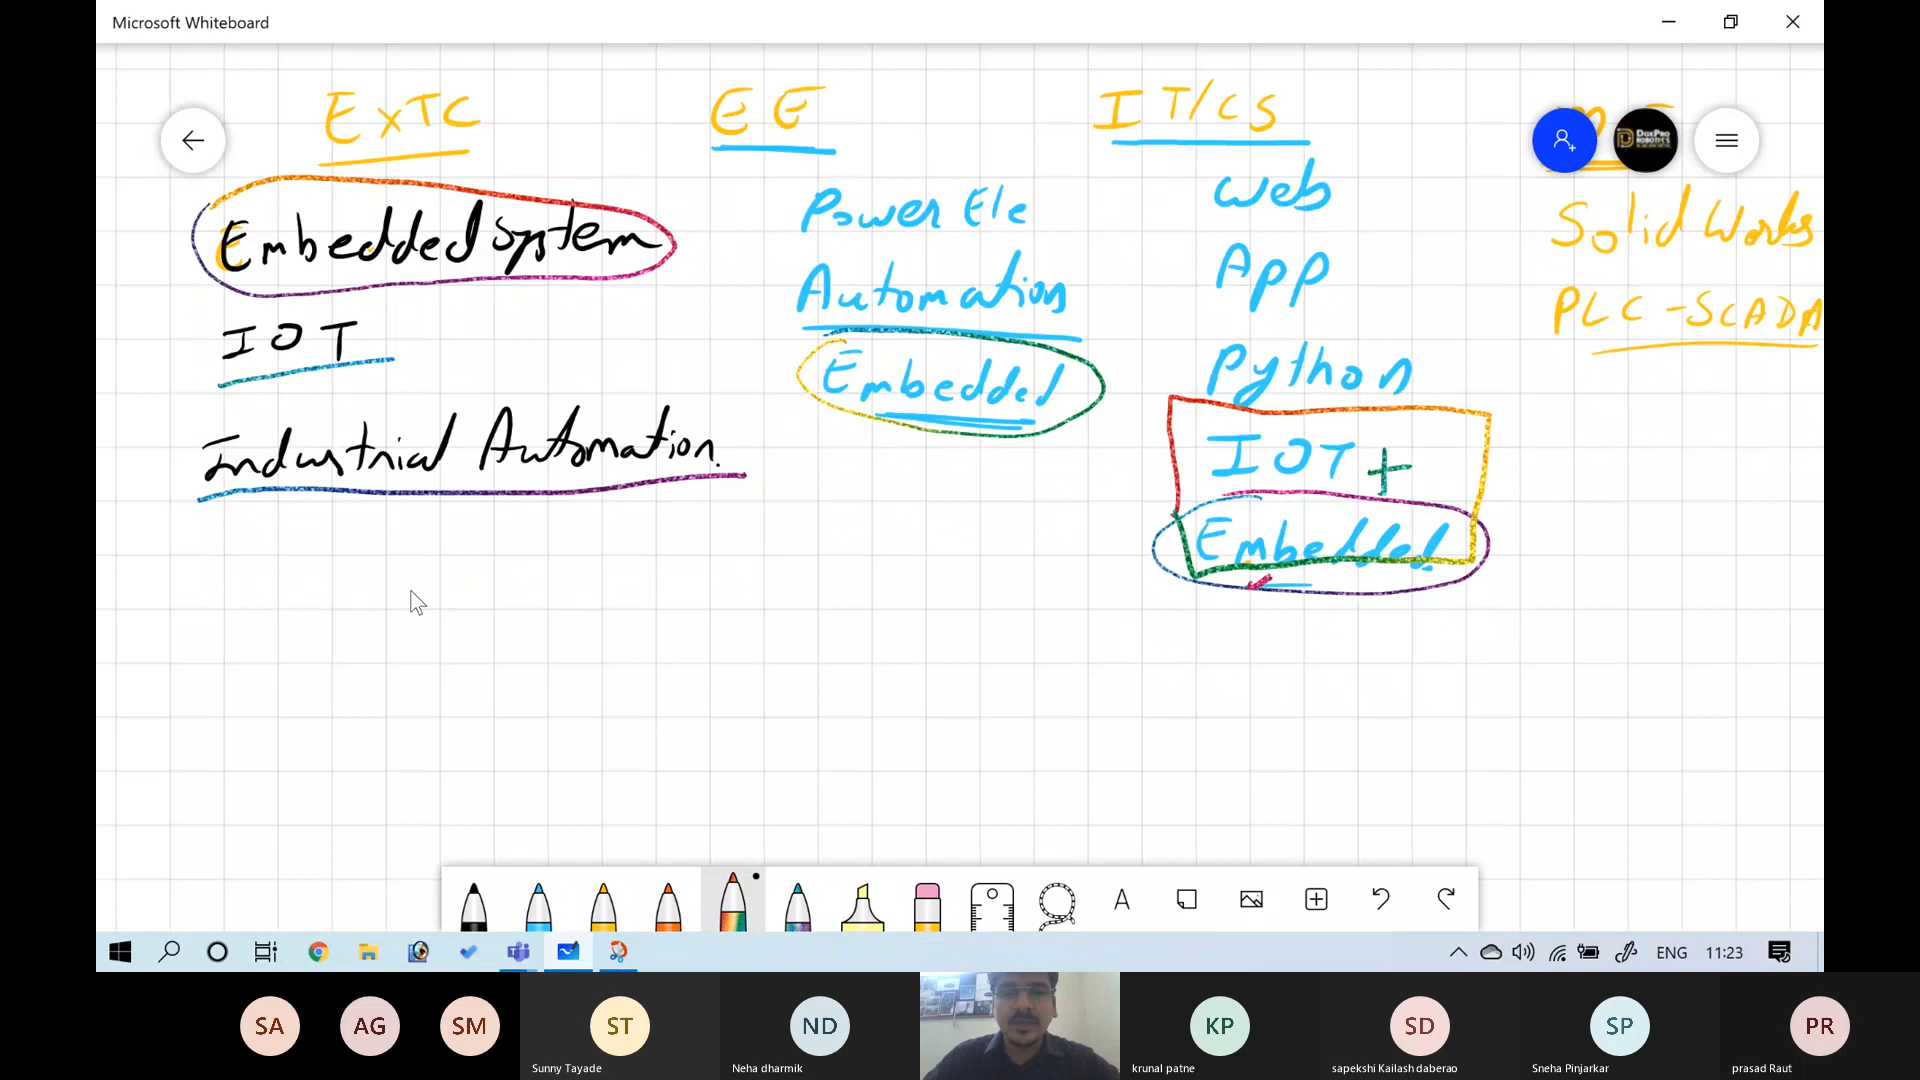 Microsoft Whiteboard
ExTC
Embedded System
IOT
Industrial Automation.
EE
Power Ele
Automation
Embedded
IT/CS
Web
App
Python
IOT +
Embedded
DUXPRO
ROBOTICS
Solid Works
PLC-SCADA
A
ENG
11:23
SA
AG
SM
ST
Sunny Tayade
ND
Neha dharmik
KP
krunal patne
SD
sapekshi Kailash daberao
SP
Sneha Pinjarkar
PR
prasad Raut